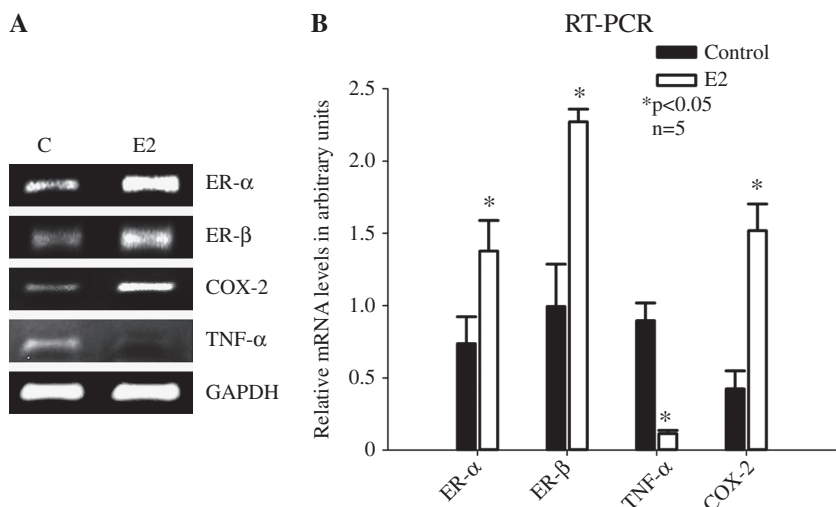 A
C E2
ER-α
ER-β
COX-2
TNF-α
GAPDH
B
RT-PCR
Control
E2
*p<0.05
n=5
Relative mRNA levels in arbitrary units
2.5
2.0
1.5
1.0
0.5
0
*
*
*
*
ER-α
ER-β
TNF-α
COX-2